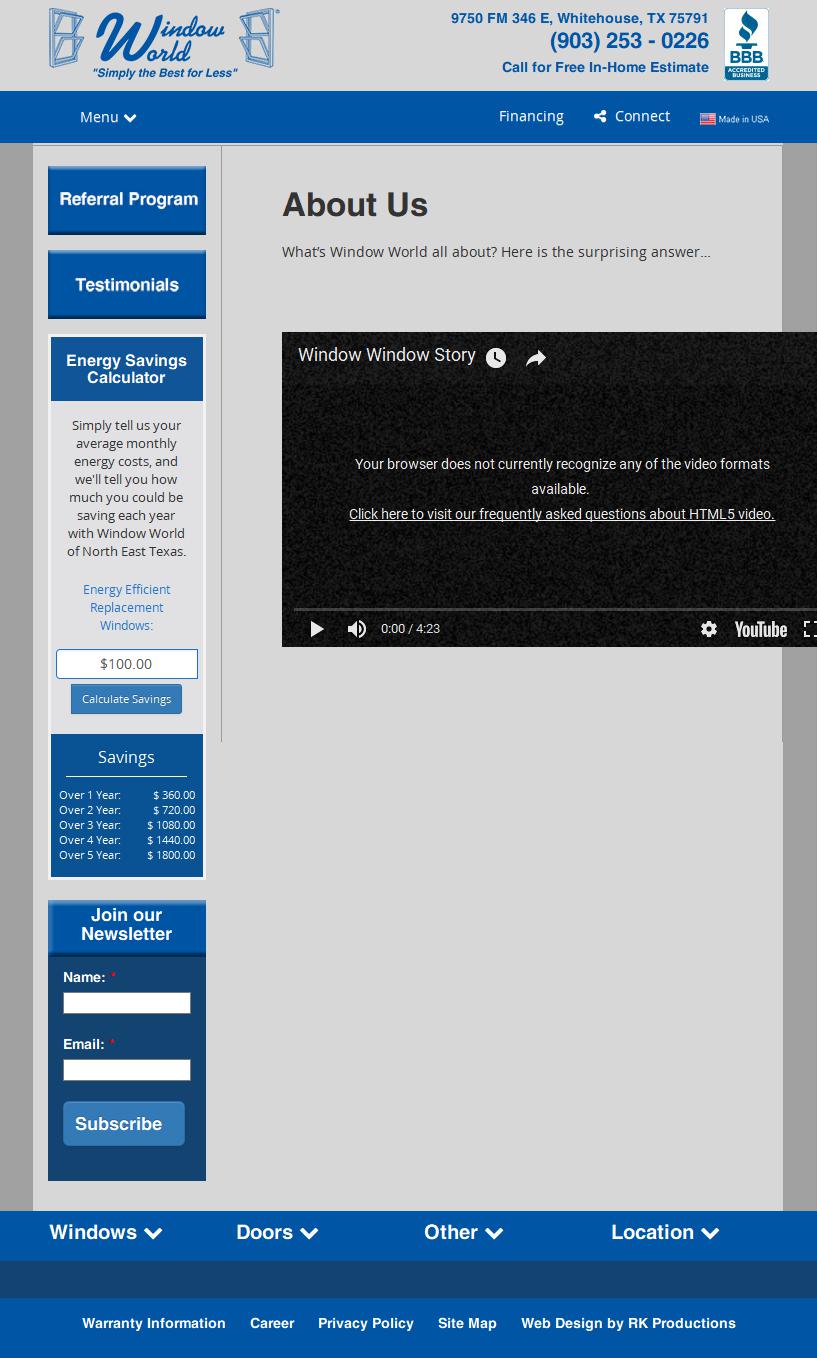 Window World
"Simply the Best for Less"
9750 FM 346 E, Whitehouse, TX 75791
(903) 253 - 0226
Call for Free In-Home Estimate
BBB
ACCREDITED
BUSINESS
Menu
Financing
Connect
Made in USA
Referral Program
Testimonials
Energy Savings
Calculator
Simply tell us your
average monthly
energy costs, and
we'll tell you how
much you could be
saving each year
with Window World
of North East Texas.
Energy Efficient
Replacement
Windows:
$100.00
Calculate Savings
Savings
Over 1 Year: $ 360.00
Over 2 Year: $ 720.00
Over 3 Year: $ 1080.00
Over 4 Year: $ 1440.00
Over 5 Year: $ 1800.00
Join our
Newsletter
Name: *
Email: *
Subscribe
About Us
What's Window World all about? Here is the surprising answer...
Window Window Story
Your browser does not currently recognize any of the video formats
available.
Click here to visit our frequently asked questions about HTML5 video.
0:00 / 4:23
YouTube
Windows
Doors
Other
Location
Warranty Information
Career
Privacy Policy
Site Map
Web Design by RK Productions